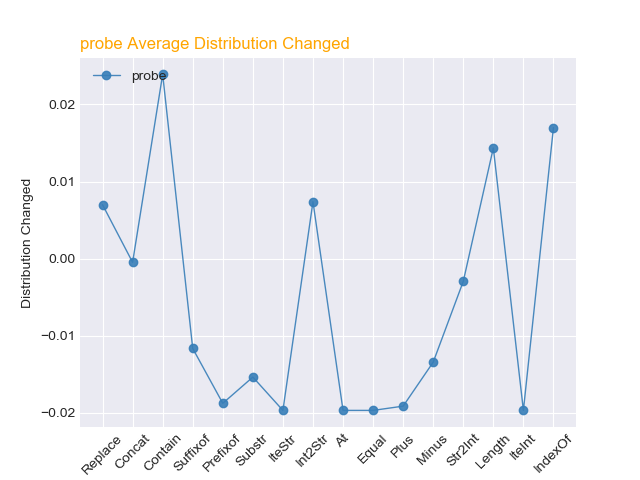 probe Average Distribution Changed
probe
Distribution Changed
0.02
0.01
0.00
−0.01
−0.02
Replace
Concat
Contain
Suffixof
Prefixof
Substr
IteStr
Int2Str
At
Equal
Plus
Minus
Str2Int
Length
IteInt
IndexOf